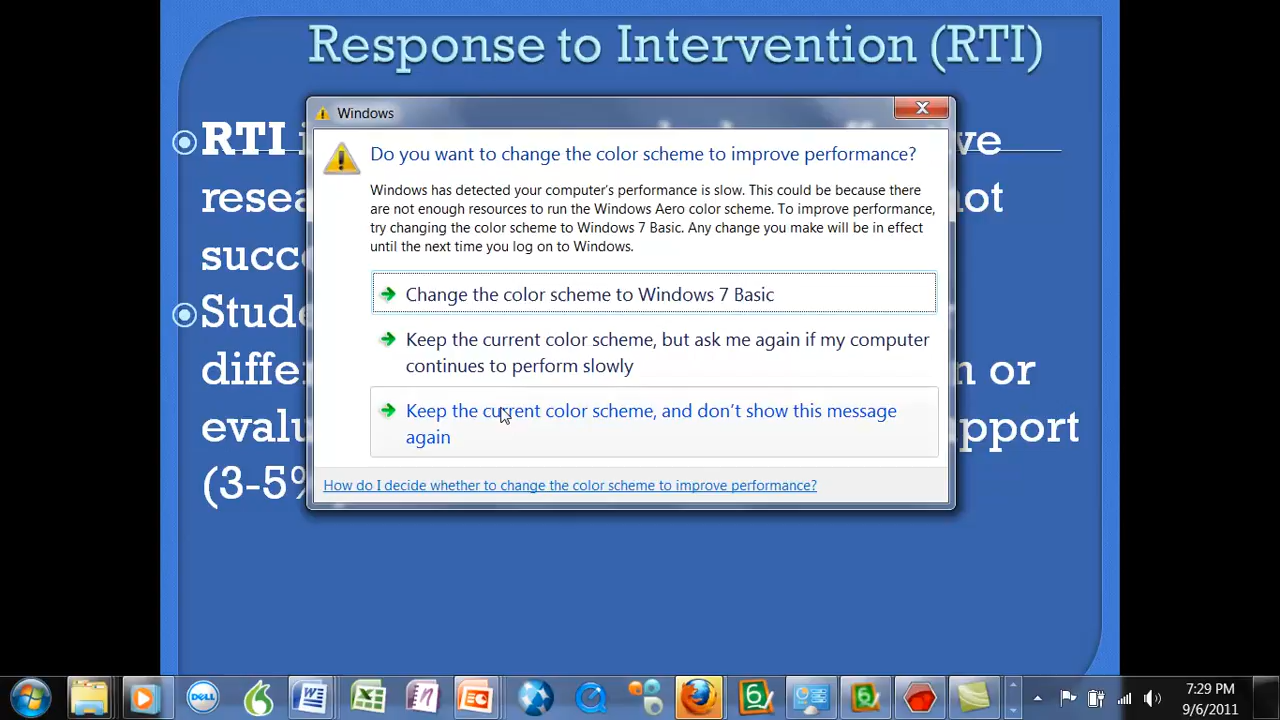 Response to Intervention (RTI)
Windows
RTI
ve
Do you want to change the color scheme to improve performance?
Windows has detected your computer's performance is slow. This could be because there
resea
not
are not enough resources to run the Windows Aero color scheme. To improve performance,
try changing the color scheme to Windows 7 Basic. Any change you make will be in effect
until the next time you log on to Windows.
succ
Change the color scheme to Windows 7 Basic
Stude
Keep the current color scheme, but ask me again if my computer
continues to perform slowly
diffe
n or
Keep the current color scheme, and don't show this message
again
evalu
pport
(3-5%
How do I decide whether to change the color scheme to improve performance?
DELL
7:29 PM
9/6/2011